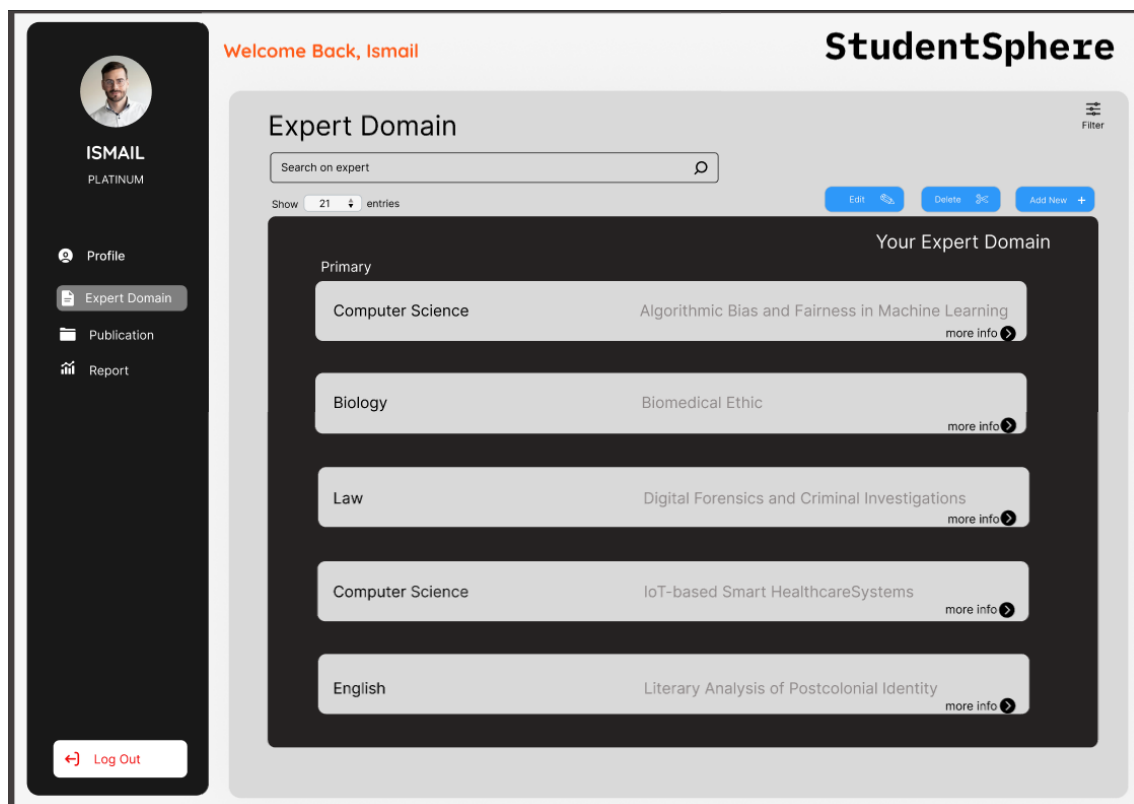 Welcome Back, Ismail
StudentSphere
ISMAIL
PLATINUM
Profile
Expert Domain
Publication
Report
Log Out
Expert Domain
Filter
Search on expert
Show 21 entries
Edit
Delete
Add New +
Your Expert Domain
Primary
Computer Science
Algorithmic Bias and Fairness in Machine Learning
more info
Biology
Biomedical Ethic
more info
Law
Digital Forensics and Criminal Investigations
more info
Computer Science
IoT-based Smart HealthcareSystems
more info
English
Literary Analysis of Postcolonial Identity
more info